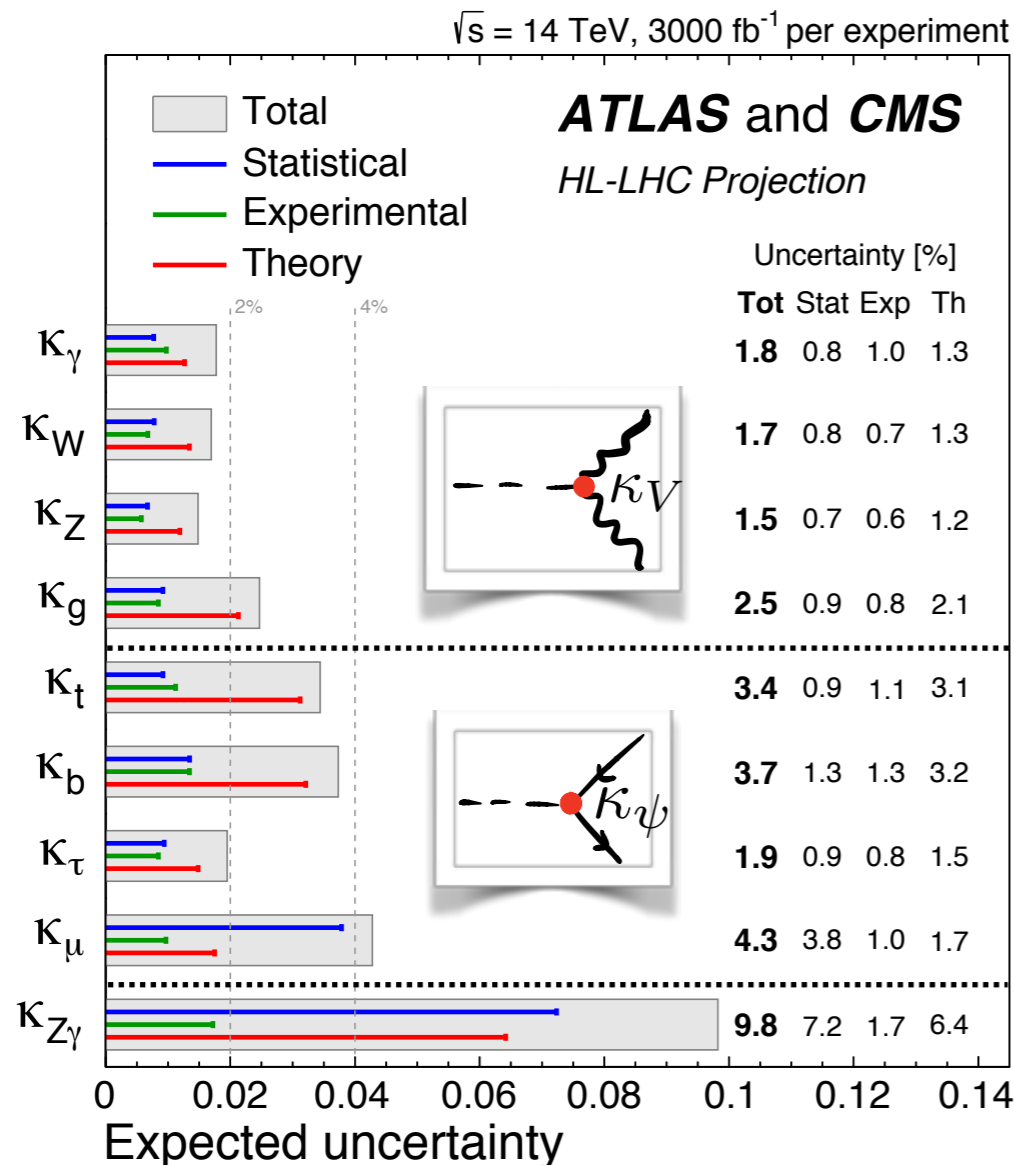 √s = 14 TeV, 3000 fb⁻¹ per experiment
Total
Statistical
Experimental
Theory
ATLAS and CMS
HL-LHC Projection
Uncertainty [%]
Tot Stat Exp Th
2% 4%
κγ 1.8 0.8 1.0 1.3
κW 1.7 0.8 0.7 1.3
κV
κZ 1.5 0.7 0.6 1.2
κg 2.5 0.9 0.8 2.1
κt 3.4 0.9 1.1 3.1
κb 3.7 1.3 1.3 3.2
κψ
κτ 1.9 0.9 0.8 1.5
κμ 4.3 3.8 1.0 1.7
κZγ 9.8 7.2 1.7 6.4
0 0.02 0.04 0.06 0.08 0.1 0.12 0.14
Expected uncertainty